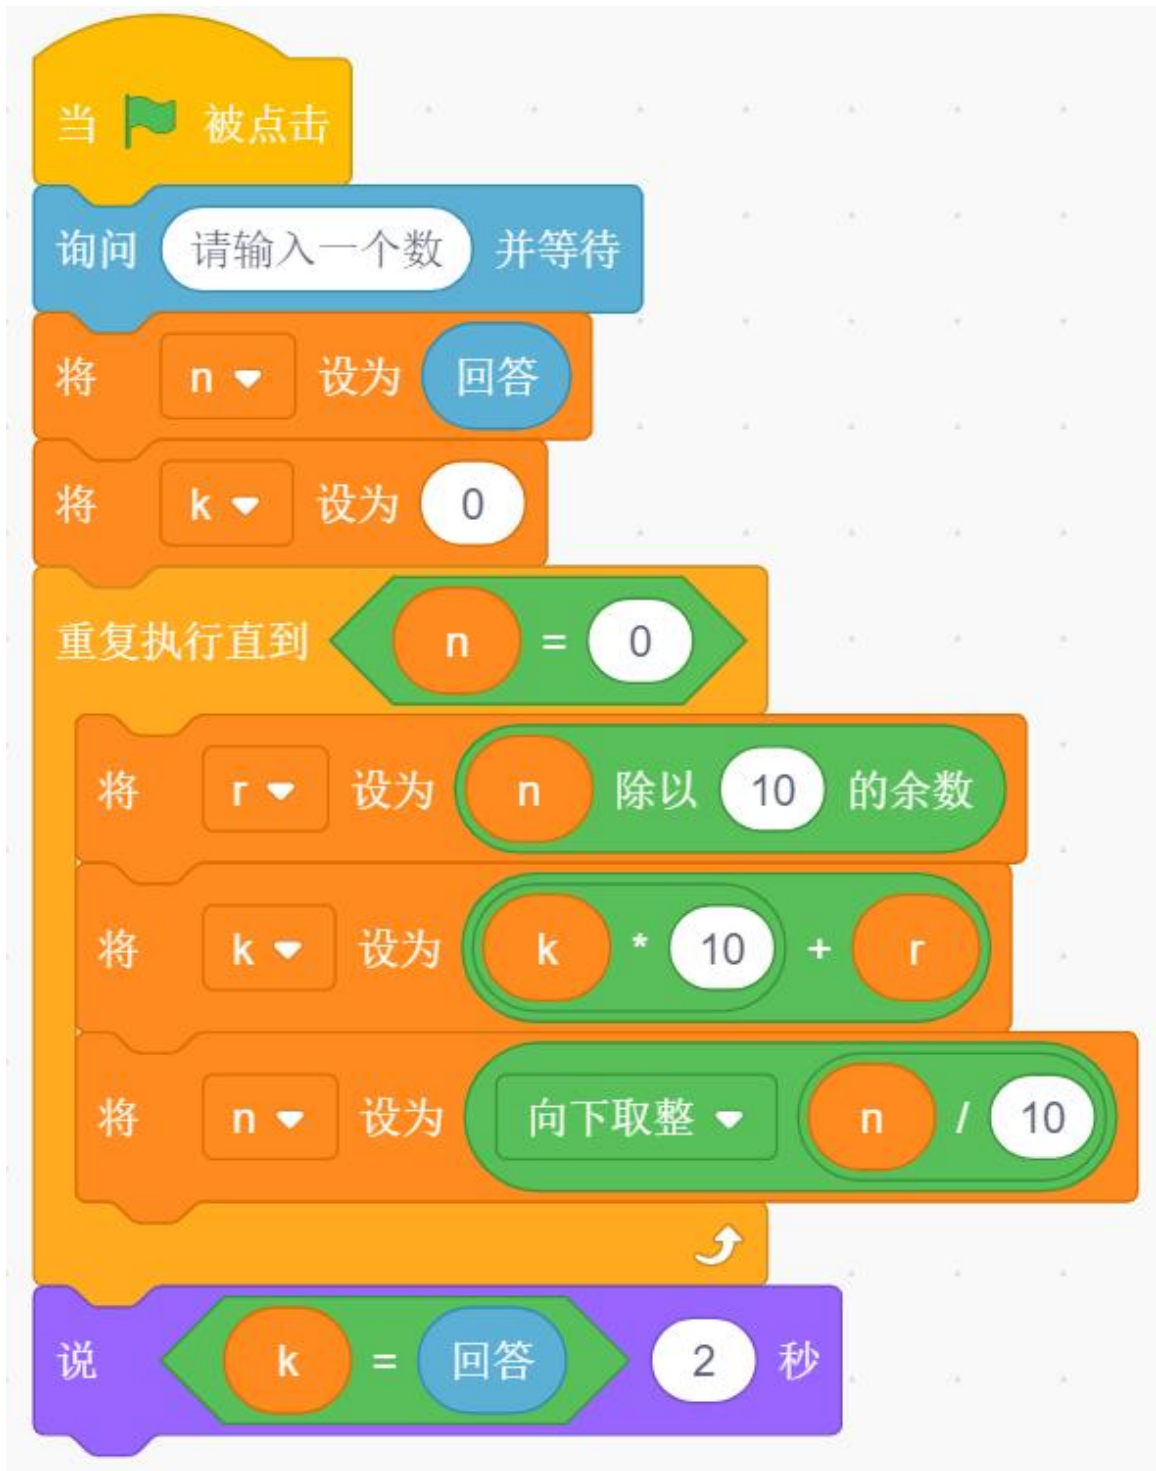 当 被点击
询问 请输入一个数 并等待
将 n 设为 回答
将 k 设为 0
重复执行直到 n = 0
将 r 设为 n 除以 10 的余数
将 k 设为 k * 10 + r
将 n 设为 向下取整 n / 10
说 k = 回答 2 秒